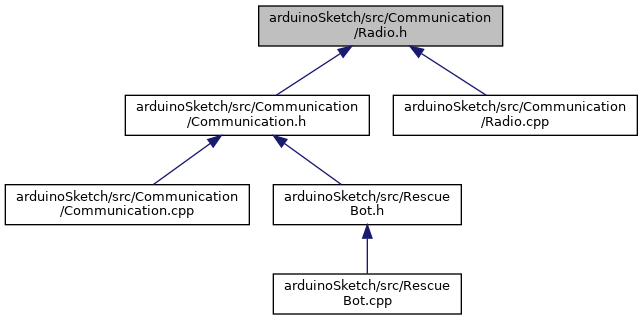 arduinoSketch/src/Communication
/Radio.h
arduinoSketch/src/Communication
/Communication.h
arduinoSketch/src/Communication
/Radio.cpp
arduinoSketch/src/Communication
/Communication.cpp
arduinoSketch/src/Rescue
Bot.h
arduinoSketch/src/Rescue
Bot.cpp